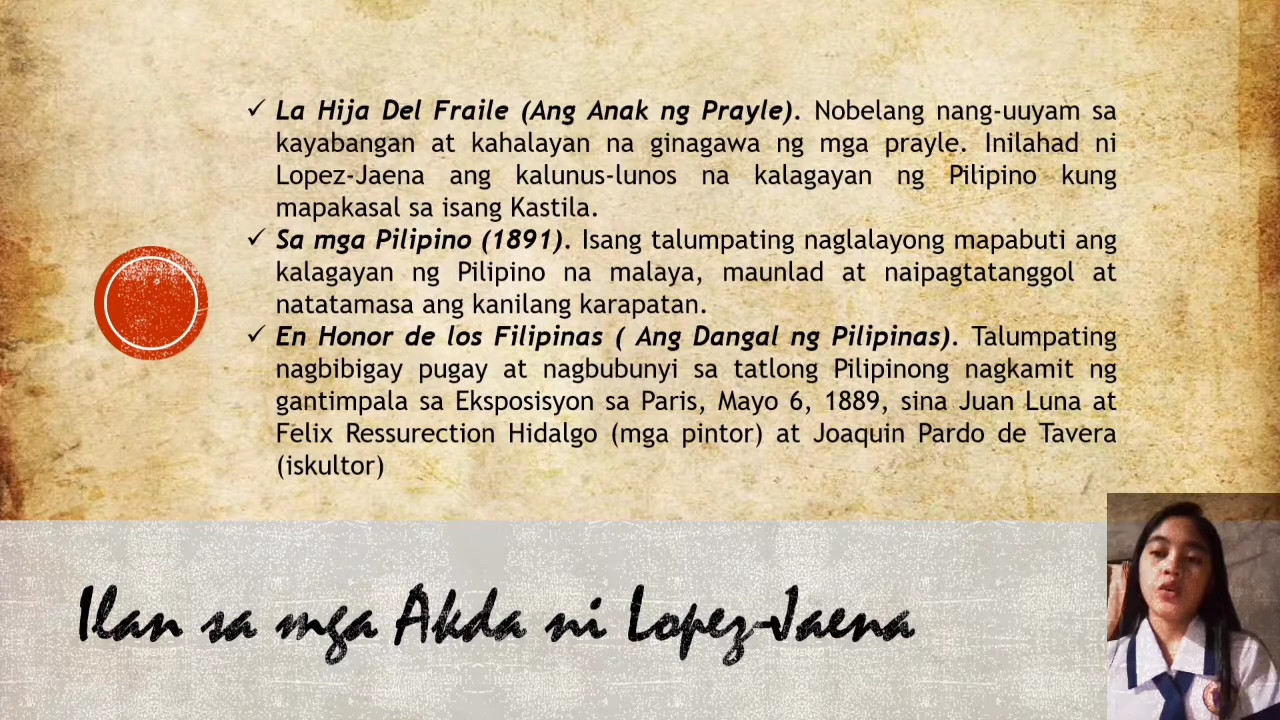 ✓ La Hija Del Fraile (Ang Anak ng Prayle). Nobelang nang-uuyam sa
kayabangan at kahalayan na ginagawa ng mga prayle. Inilahad ni
Lopez-Jaena ang kalunus-lunos na kalagayan ng Pilipino kung
mapakasal sa isang Kastila.
✓ Sa mga Pilipino (1891). Isang talumpating naglalayong mapabuti ang
kalagayan ng Pilipino na malaya, maunlad at naipagtatanggol at
natatamasa ang kanilang karapatan.
✓ En Honor de los Filipinas ( Ang Dangal ng Pilipinas). Talumpating
nagbibigay pugay at nagbubunyi sa tatlong Pilipinong nagkamit ng
gantimpala sa Eksposisyon sa Paris, Mayo 6, 1889, sina Juan Luna at
Felix Ressurection Hidalgo (mga pintor) at Joaquin Pardo de Tavera
(iskultor)
Ilan sa mga Akda ni Lopez-Jaena